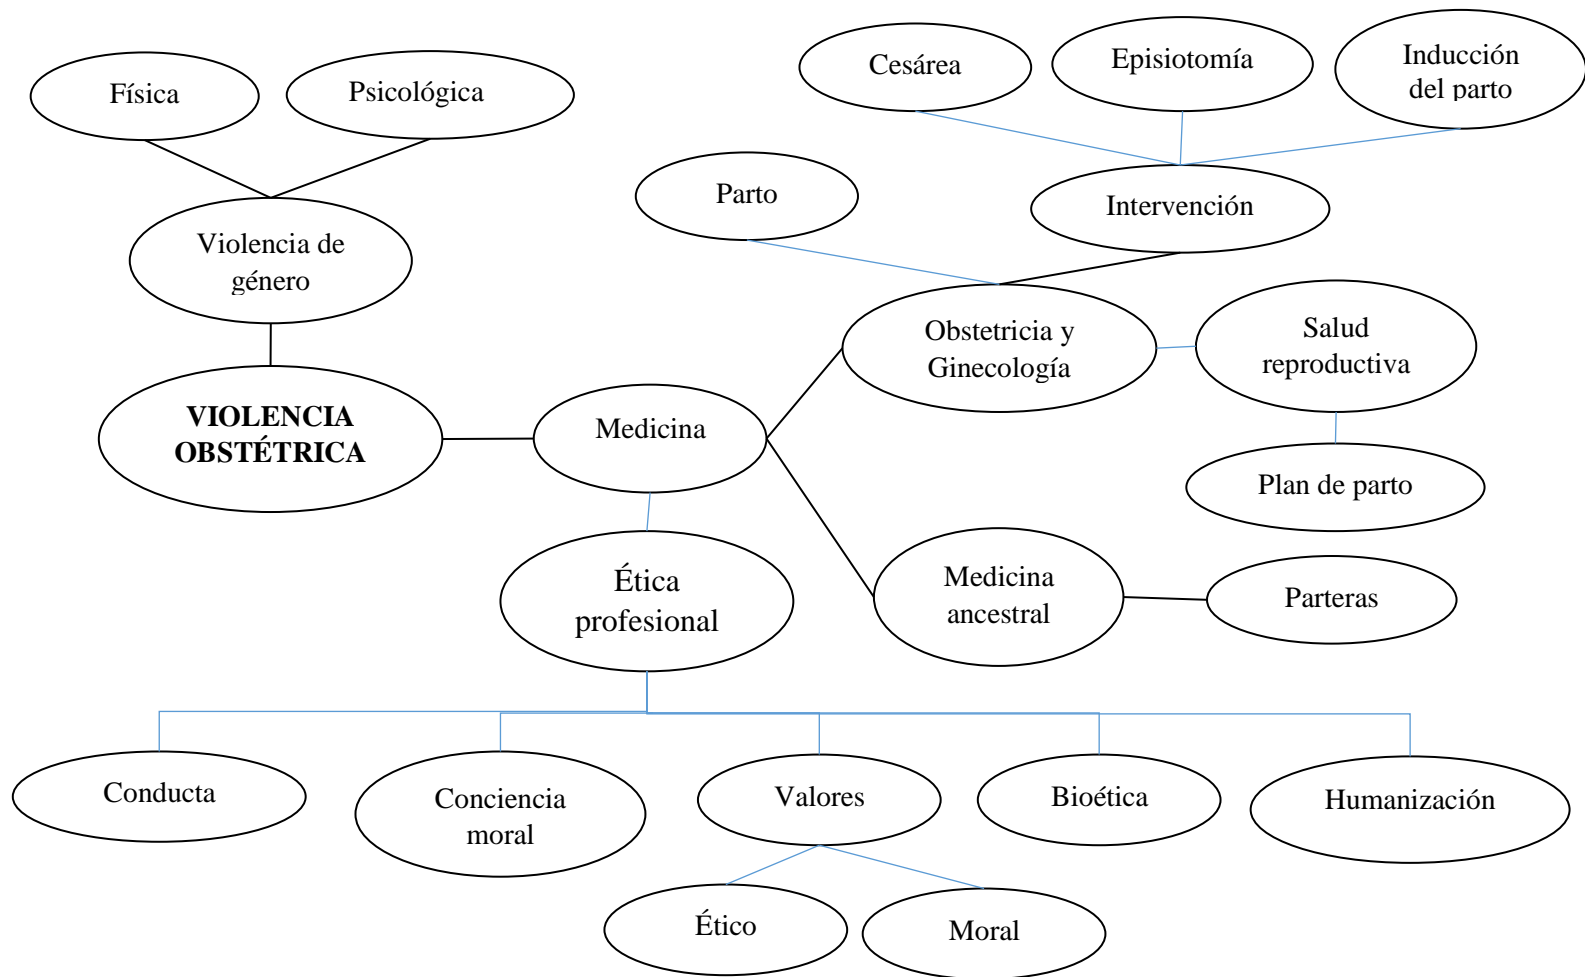 Física
Psicológica
Cesárea
Episiotomía
Inducción
del parto
Parto
Intervención
Violencia de
género
Obstetricia y
Ginecología
Salud
reproductiva
VIOLENCIA
OBSTÉTRICA
Medicina
Plan de parto
Ética
profesional
Medicina
ancestral
Parteras
Conducta
Conciencia
moral
Valores
Bioética
Humanización
Ético
Moral